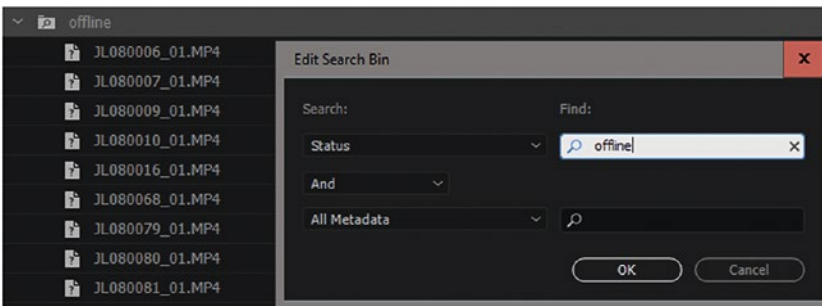 offline
JL080006_01.MP4
JL080007_01.MP4
JL080009_01.MP4
JL080010_01.MP4
JL080016_01.MP4
JL080068_01.MP4
JL080079_01.MP4
JL080080_01.MP4
JL080081_01.MP4
Edit Search Bin
Search: Find:
Status offline
And
All Metadata
OK Cancel